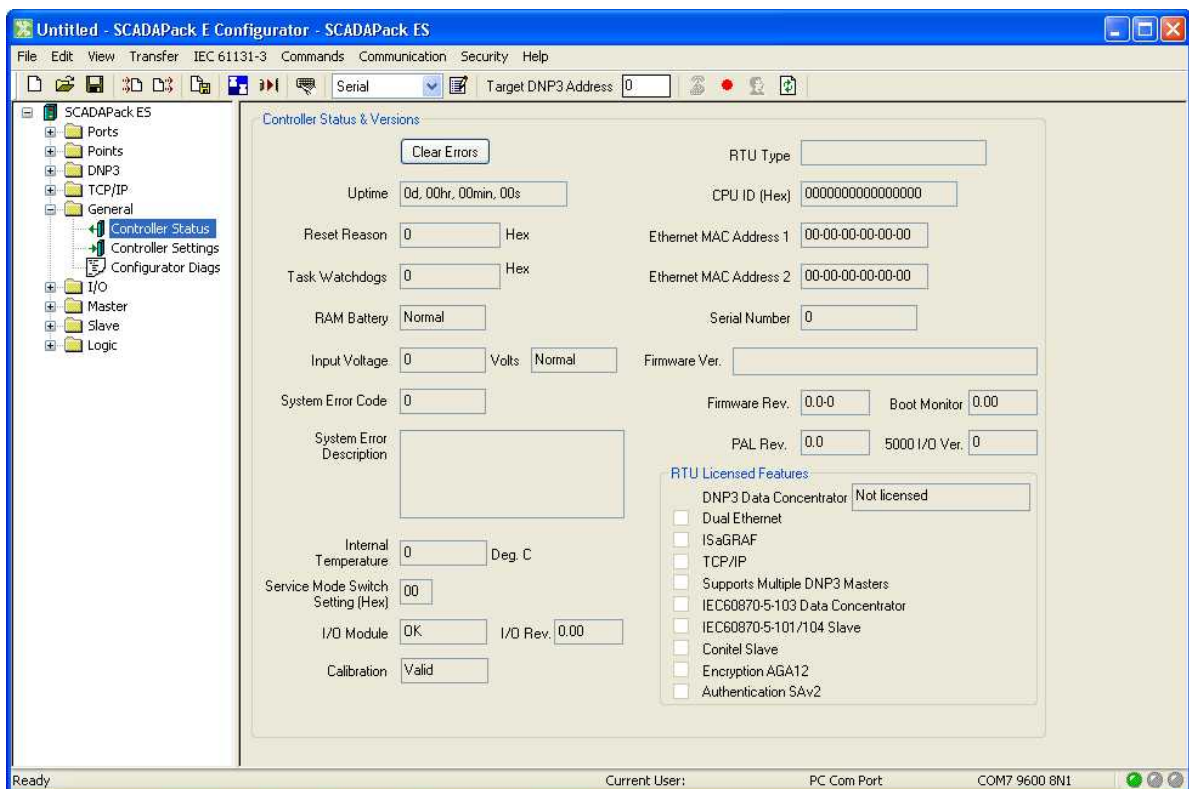 Untitled - SCADAPack E Configurator - SCADAPack ES
File Edit View Transfer IEC 61131-3 Commands Communication Security Help
Serial Target DNP3 Address 0
SCADAPack ES
Ports
Points
DNP3
TCP/IP
General
Controller Status
Controller Settings
Configurator Diags
I/O
Master
Slave
Logic
Controller Status & Versions
Clear Errors
Uptime 0d, 00hr, 00min, 00s
Reset Reason 0 Hex
Task Watchdogs 0 Hex
RAM Battery Normal
Input Voltage 0 Volts Normal
System Error Code 0
System Error
Description
Internal
Temperature 0 Deg. C
Service Mode Switch
Setting (Hex) 00
I/O Module OK I/O Rev. 0.00
Calibration Valid
RTU Type
CPU ID (Hex) 0000000000000000
Ethernet MAC Address 1 00-00-00-00-00-00
Ethernet MAC Address 2 00-00-00-00-00-00
Serial Number 0
Firmware Ver.
Firmware Rev. 0.0-0 Boot Monitor 0.00
PAL Rev. 0.0 5000 I/O Ver. 0
RTU Licensed Features
DNP3 Data Concentrator Not licensed
Dual Ethernet
ISaGRAF
TCP/IP
Supports Multiple DNP3 Masters
IEC60870-5-103 Data Concentrator
IEC60870-5-101/104 Slave
Conitel Slave
Encryption AGA12
Authentication SAv2
Ready Current User: PC Com Port COM7 9600 8N1